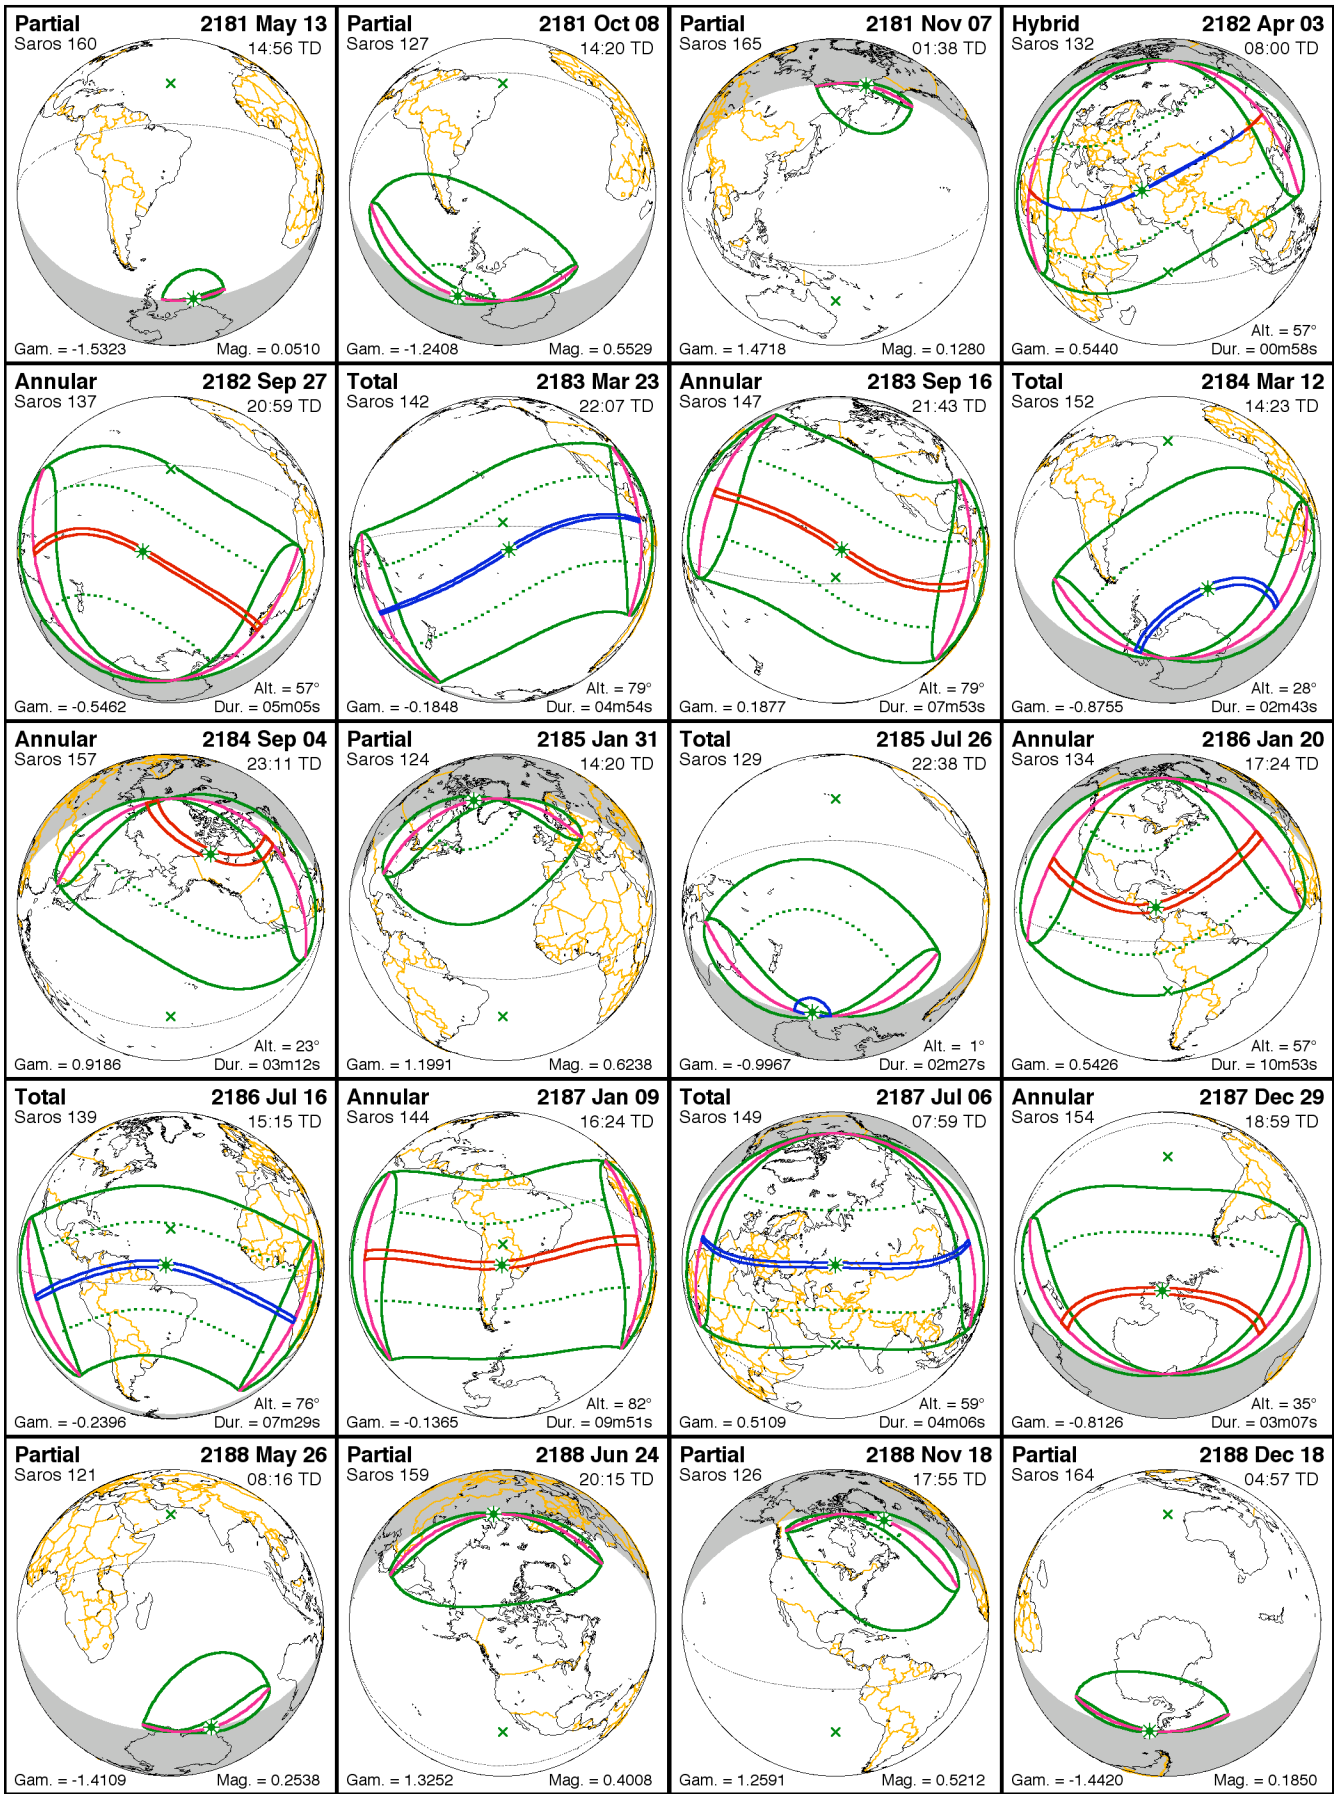 Partial 2181 May 13
Saros 160 14:56 TD
Gam. = -1.5323 Mag. = 0.0510
Partial 2181 Oct 08
Saros 127 14:20 TD
Gam. = -1.2408 Mag. = 0.5529
Partial 2181 Nov 07
Saros 165 01:38 TD
Gam. = 1.4718 Mag. = 0.1280
Hybrid 2182 Apr 03
Saros 132 08:00 TD
Alt. = 57°
Gam. = 0.5440 Dur. = 00m58s
Annular 2182 Sep 27
Saros 137 20:59 TD
Alt. = 57°
Gam. = -0.5462 Dur. = 05m05s
Total 2183 Mar 23
Saros 142 22:07 TD
Alt. = 79°
Gam. = -0.1848 Dur. = 04m54s
Annular 2183 Sep 16
Saros 147 21:43 TD
Alt. = 79°
Gam. = 0.1877 Dur. = 07m53s
Total 2184 Mar 12
Saros 152 14:23 TD
Alt. = 28°
Gam. = -0.8755 Dur. = 02m43s
Annular 2184 Sep 04
Saros 157 23:11 TD
Alt. = 23°
Gam. = 0.9186 Dur. = 03m12s
Partial 2185 Jan 31
Saros 124 14:20 TD
Gam. = 1.1991 Mag. = 0.6238
Total 2185 Jul 26
Saros 129 22:38 TD
Alt. = 1°
Gam. = -0.9967 Dur. = 02m27s
Annular 2186 Jan 20
Saros 134 17:24 TD
Alt. = 57°
Gam. = 0.5426 Dur. = 10m53s
Total 2186 Jul 16
Saros 139 15:15 TD
Alt. = 76°
Gam. = -0.2396 Dur. = 07m29s
Annular 2187 Jan 09
Saros 144 16:24 TD
Alt. = 82°
Gam. = -0.1365 Dur. = 09m51s
Total 2187 Jul 06
Saros 149 07:59 TD
Alt. = 59°
Gam. = 0.5109 Dur. = 04m06s
Annular 2187 Dec 29
Saros 154 18:59 TD
Alt. = 35°
Gam. = -0.8126 Dur. = 03m07s
Partial 2188 May 26
Saros 121 08:16 TD
Gam. = -1.4109 Mag. = 0.2538
Partial 2188 Jun 24
Saros 159 20:15 TD
Gam. = 1.3252 Mag. = 0.4008
Partial 2188 Nov 18
Saros 126 17:55 TD
Gam. = 1.2591 Mag. = 0.5212
Partial 2188 Dec 18
Saros 164 04:57 TD
Gam. = -1.4420 Mag. = 0.1850